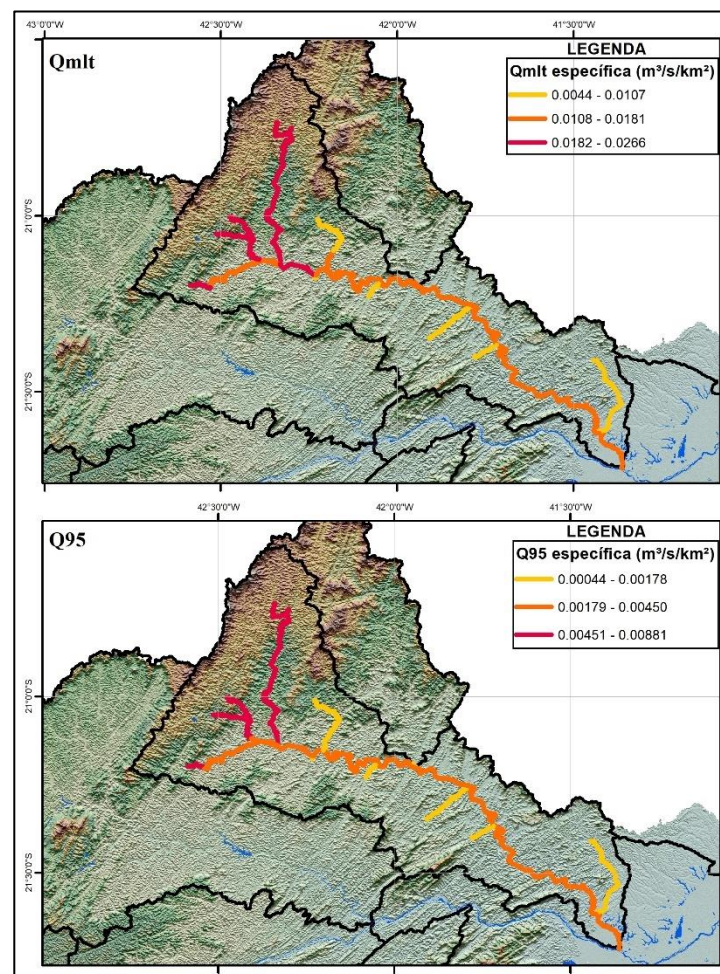 43°0'0"W 42°30'0"W 42°0'0"W 41°30'0"W
Qmlt
LEGENDA
Qmlt específica (m³/s/km²)
0.0044 - 0.0107
0.0108 - 0.0181
0.0182 - 0.0266
21°0'0"S
21°30'0"S
42°30'0"W 42°0'0"W 41°30'0"W
Q95
LEGENDA
Q95 específica (m³/s/km²)
0.00044 - 0.00178
0.00179 - 0.00450
0.00451 - 0.00881
21°0'0"S
21°30'0"S